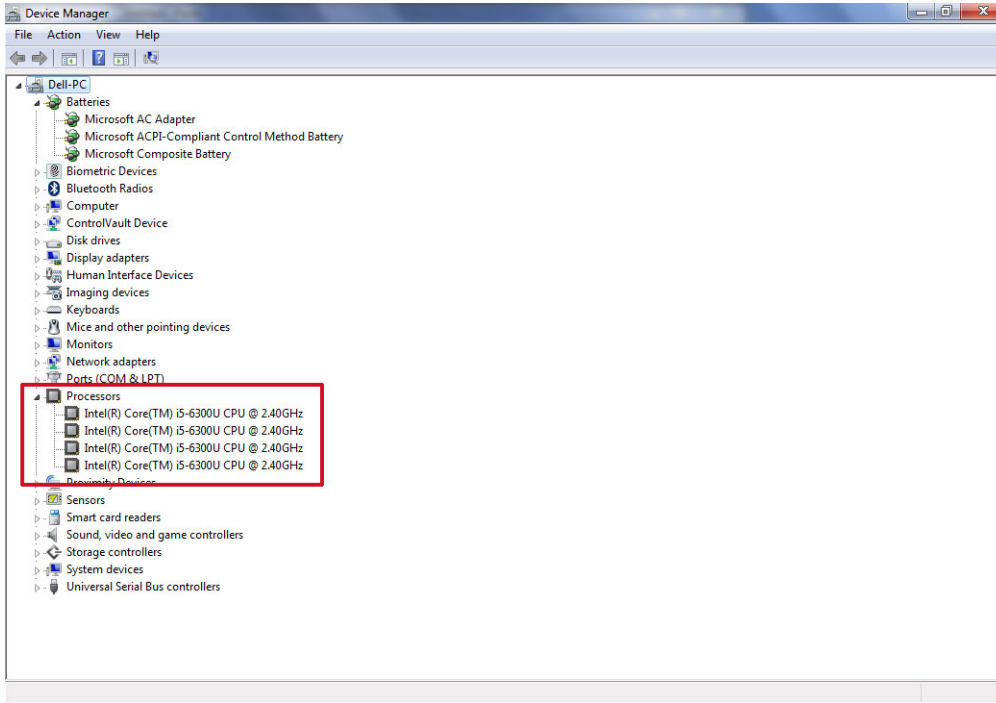 Device Manager
File Action View Help
Dell-PC
Batteries
Microsoft AC Adapter
Microsoft ACPI-Compliant Control Method Battery
Microsoft Composite Battery
Biometric Devices
Bluetooth Radios
Computer
ControlVault Device
Disk drives
Display adapters
Human Interface Devices
Imaging devices
Keyboards
Mice and other pointing devices
Monitors
Network adapters
Ports (COM & LPT)
Processors
Intel(R) Core(TM) i5-6300U CPU @ 2.40GHz
Intel(R) Core(TM) i5-6300U CPU @ 2.40GHz
Intel(R) Core(TM) i5-6300U CPU @ 2.40GHz
Intel(R) Core(TM) i5-6300U CPU @ 2.40GHz
Proximity Devices
Sensors
Smart card readers
Sound, video and game controllers
Storage controllers
System devices
Universal Serial Bus controllers